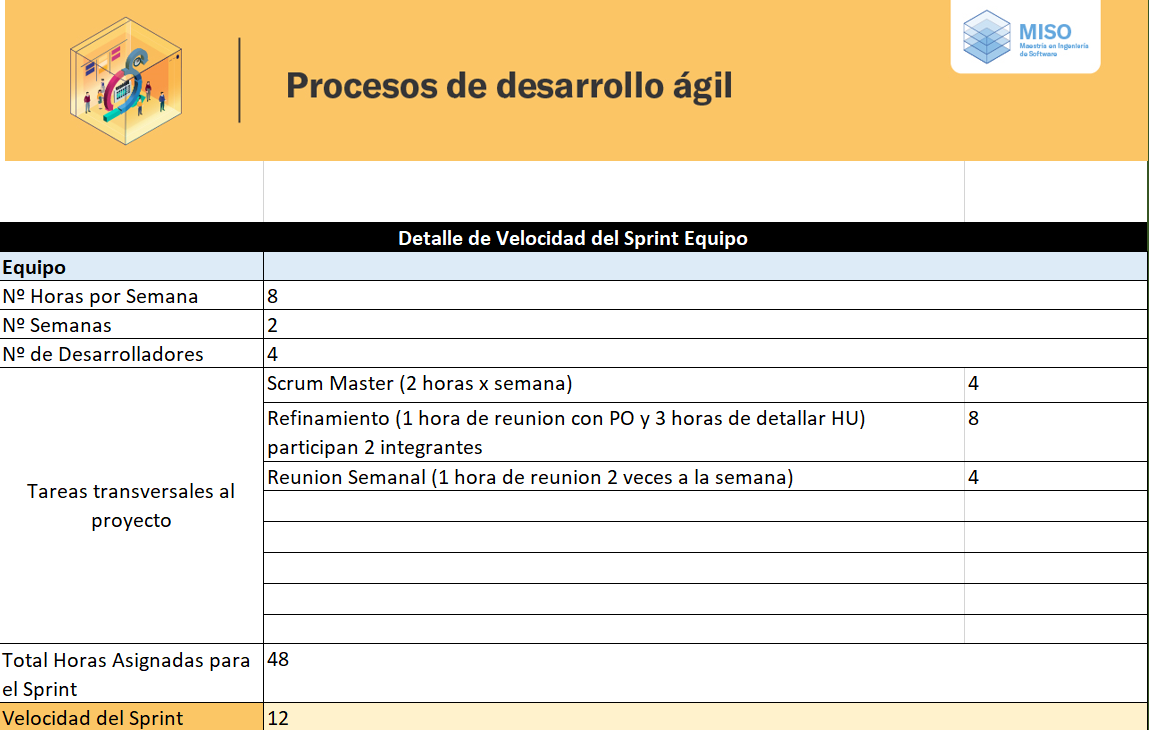 Procesos de desarrollo ágil
MISO
Maestría en Ingeniería
de Software
Detalle de Velocidad del Sprint Equipo
Equipo
Nº Horas por Semana 8
Nº Semanas 2
Nº de Desarrolladores 4
Tareas transversales al
proyecto
Scrum Master (2 horas x semana) 4
Refinamiento (1 hora de reunion con PO y 3 horas de detallar HU) 8
participan 2 integrantes
Reunion Semanal (1 hora de reunion 2 veces a la semana) 4
Total Horas Asignadas para 48
el Sprint
Velocidad del Sprint 12